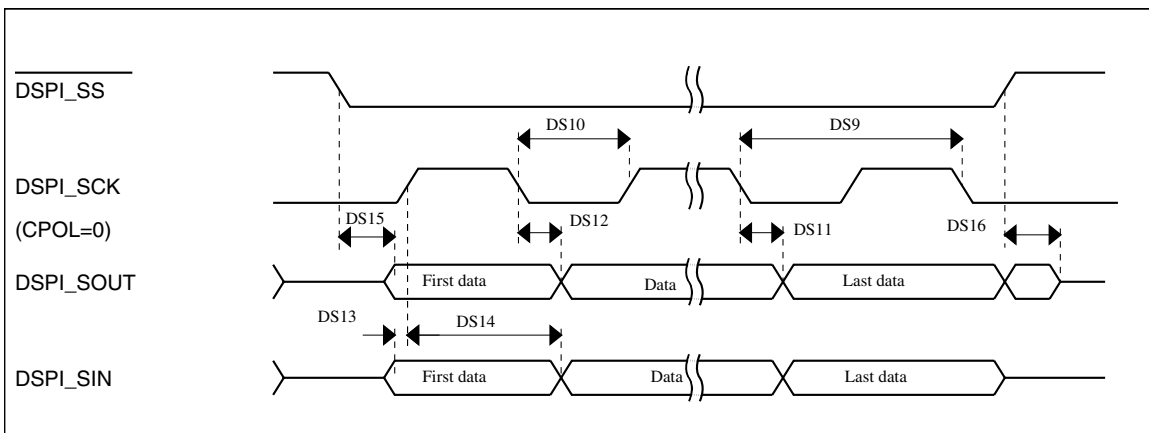 DSPI_SS
DS10
DS9
DSPI_SCK
(CPOL=0)
DS15
DS12
DS11
DS16
DSPI_SOUT
First data
Data
Last data
DS13
DS14
DSPI_SIN
First data
Data
Last data